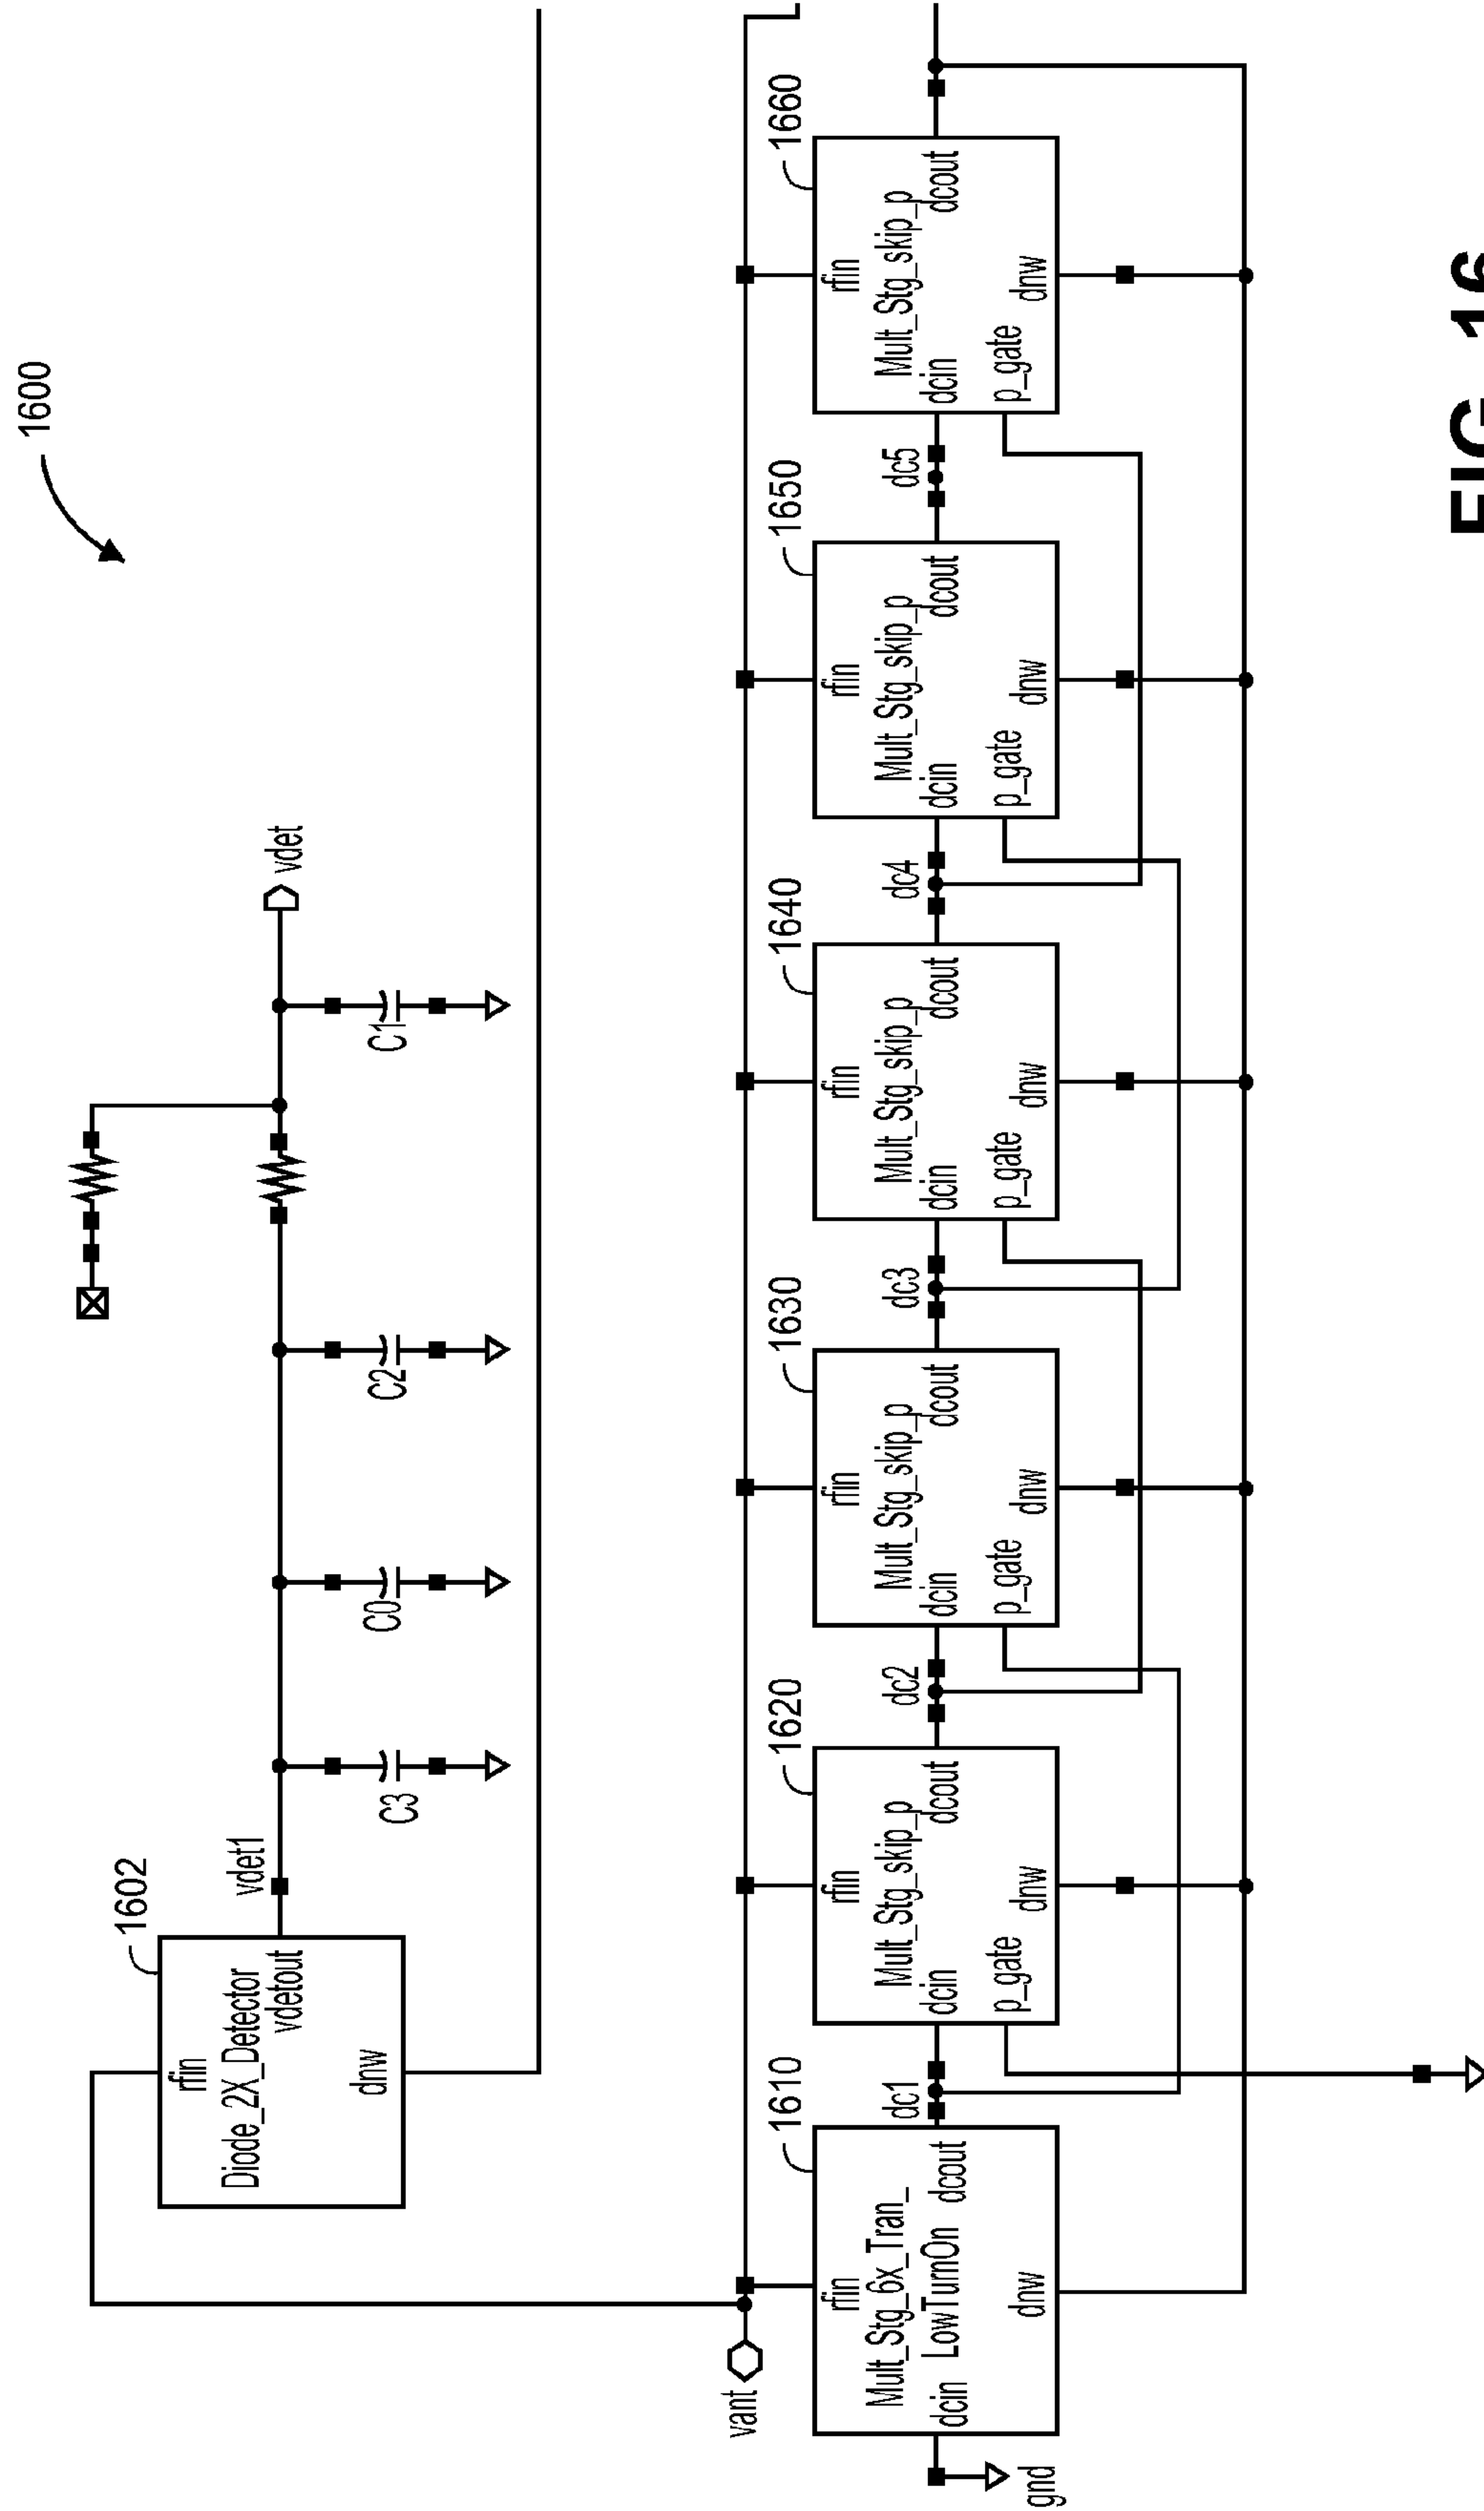 1600
1602
rfin
Diode_2X_Detector
vdetout
dnw
vdet1
C3
C0
C2
C1
vdet
vant
gnd
1610
rfin
Mult_Stg_6x_Tran_
LowTurnOn
dcin
dcout
dnw
dc1
1620
rfin
Mult_Stg_skip_p
dcin
dcout
p_gate
dnw
dc2
1630
rfin
Mult_Stg_skip_p
dcin
dcout
p_gate
dnw
dc3
1640
rfin
Mult_Stg_skip_p
dcin
dcout
p_gate
dnw
dc4
1650
rfin
Mult_Stg_skip_p
dcin
dcout
p_gate
dnw
dc5
1660
rfin
Mult_Stg_skip_p
dcin
dcout
p_gate
dnw
FIG. 16